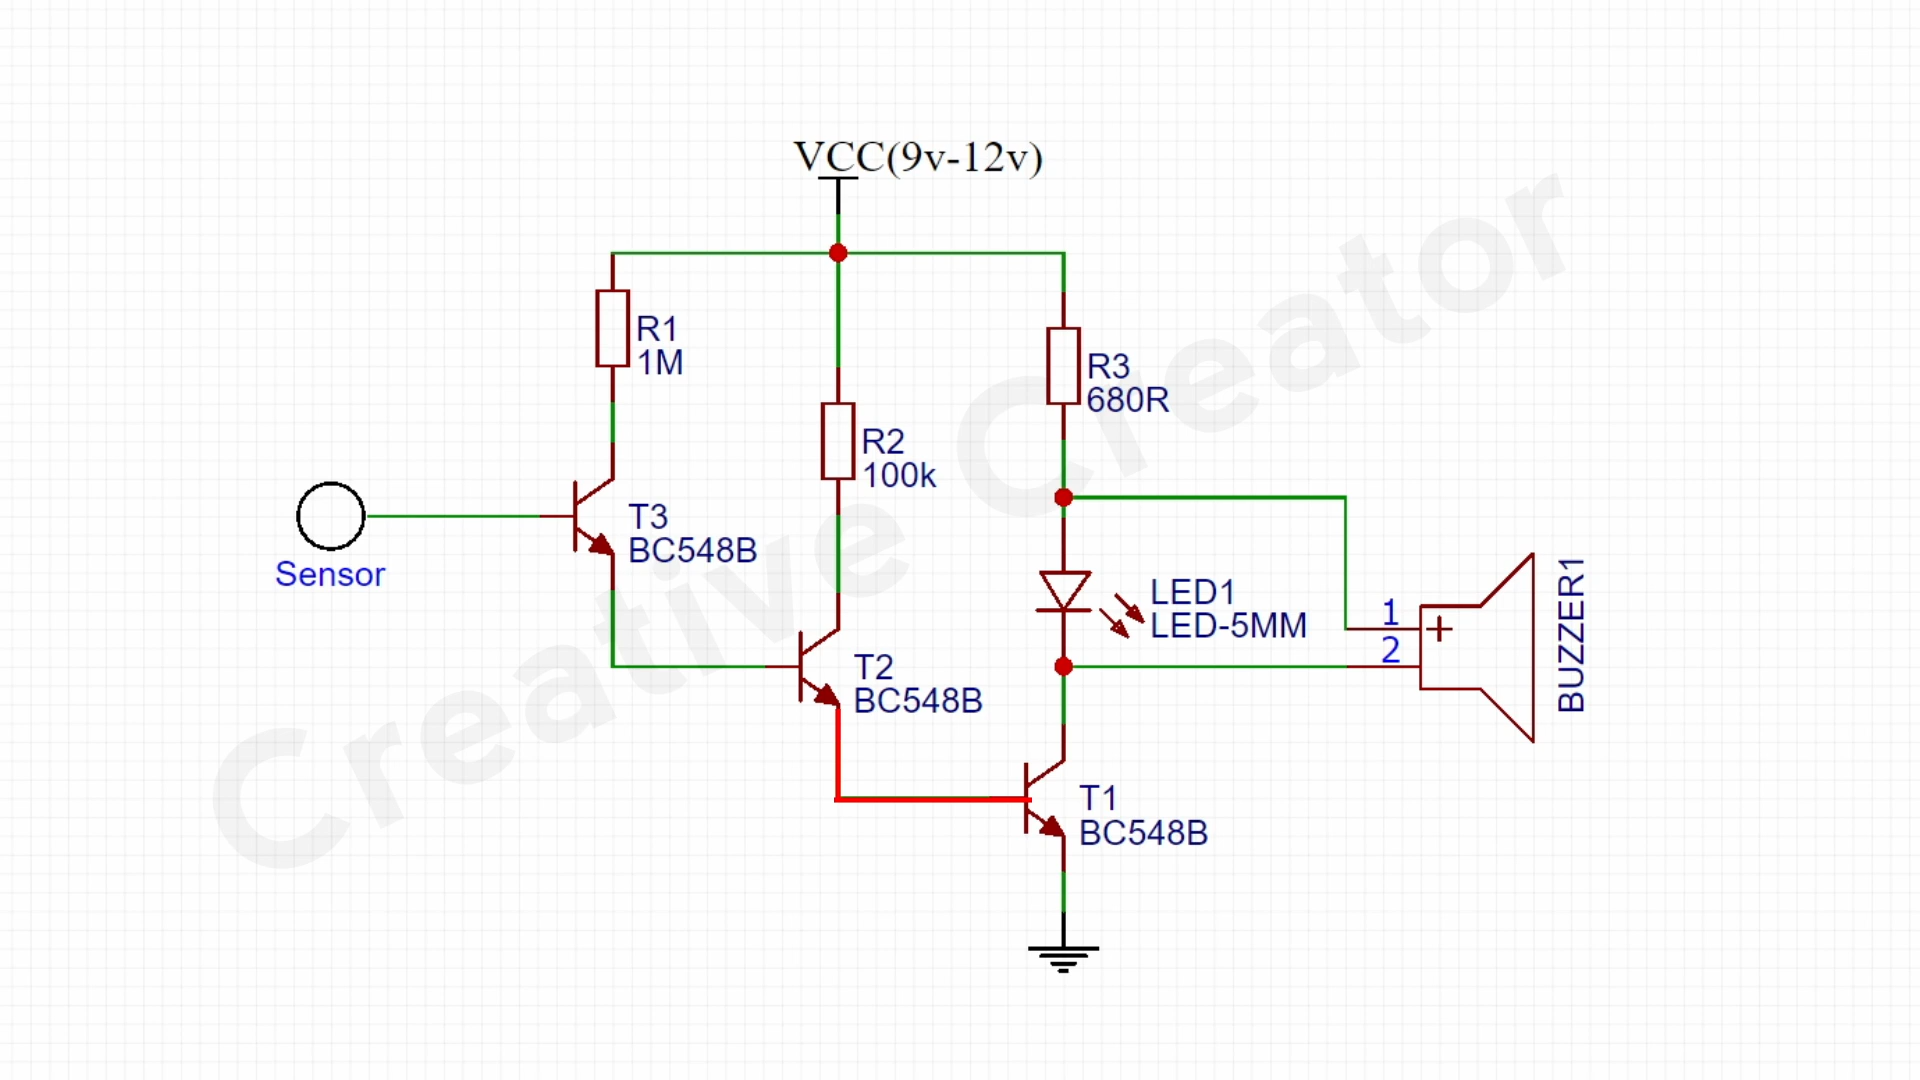 VCC(9v-12v)
R1
1M
R3
680R
R2
100k
T3
BC548B
Sensor
LED1
LED-5MM
1
2
+
BUZZER1
T2
BC548B
T1
BC548B
Creative Creator